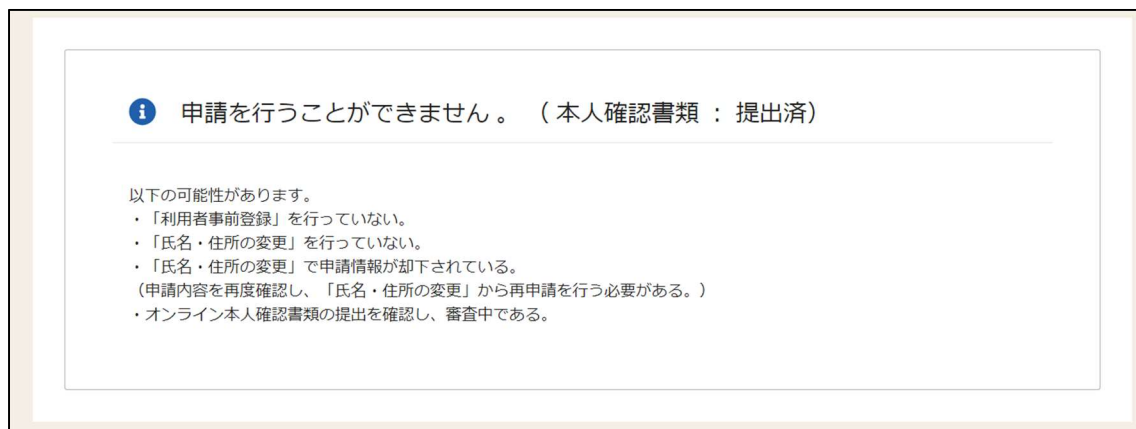 申請を行うことができません。 （本人確認書類 ： 提出済）
以下の可能性があります。
・「利用者事前登録」を行っていない。
・「氏名・住所の変更」を行っていない。
・「氏名・住所の変更」で申請情報が却下されている。
（申請内容を再度確認し、「氏名・住所の変更」から再申請を行う必要がある。）
・オンライン本人確認書類の提出を確認し、審査中である。